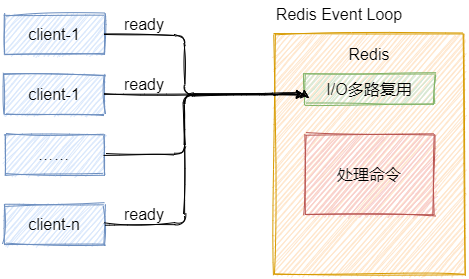 Redis Event Loop
client-1
ready
client-1
ready
……
client-n
ready
Redis
I/O多路复用
处理命令